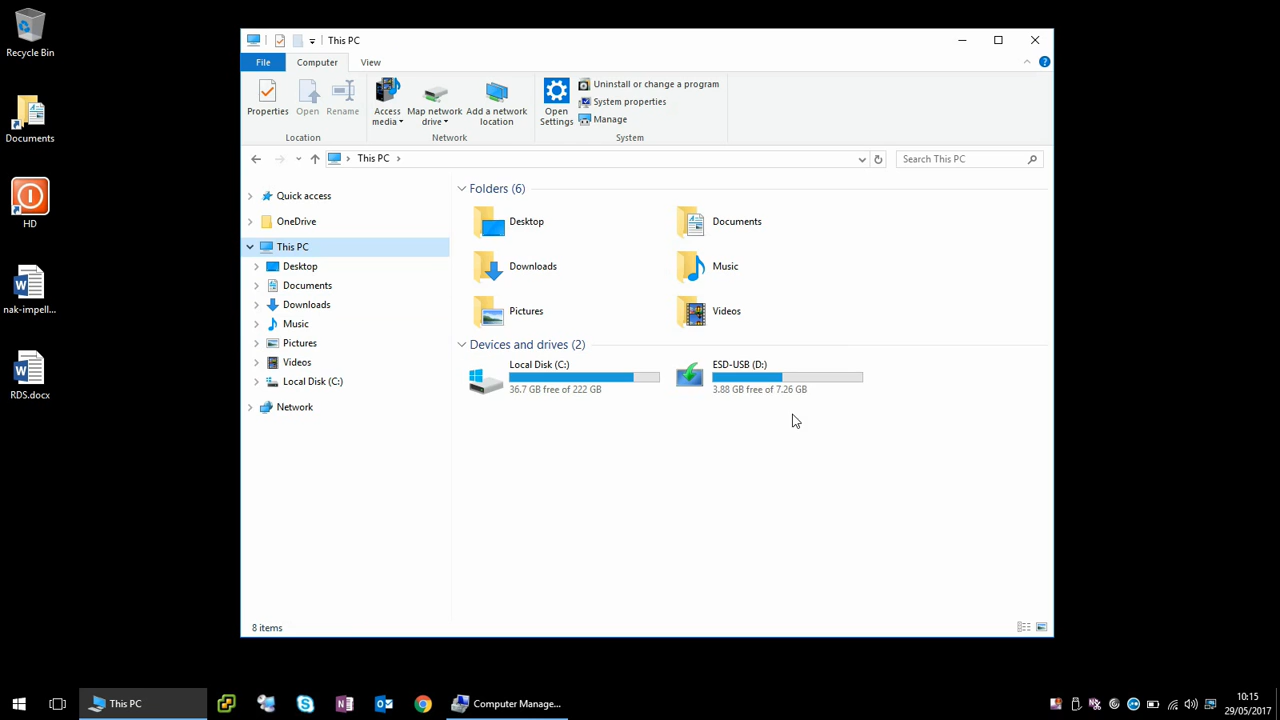 Recycle Bin
Documents
HD
nak-impell...
RDS.docx
This PC
File
Computer
View
Properties
Open
Rename
Location
Access media
Map network drive
Add a network location
Network
Open Settings
Uninstall or change a program
System properties
Manage
System
This PC
Search This PC
Quick access
OneDrive
This PC
Desktop
Documents
Downloads
Music
Pictures
Videos
Local Disk (C:)
Network
Folders (6)
Desktop
Documents
Downloads
Music
Pictures
Videos
Devices and drives (2)
Local Disk (C:)
36.7 GB free of 222 GB
ESD-USB (D:)
3.88 GB free of 7.26 GB
8 items
This PC
Computer Manage...
10:15
29/05/2017